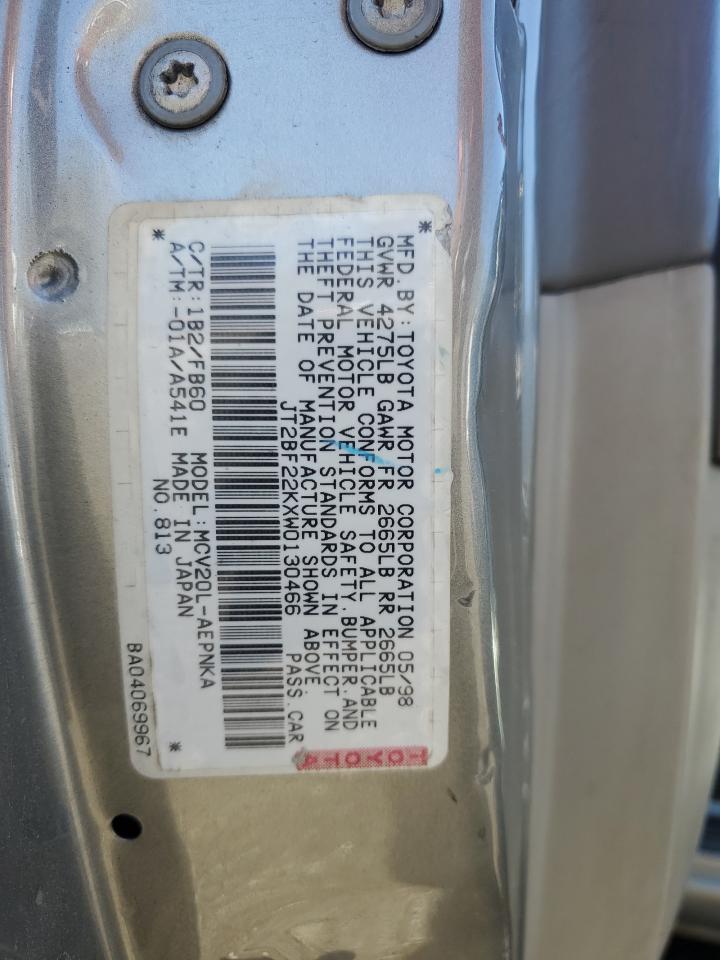 MFD. BY: TOYOTA MOTOR CORPORATION 05/98
GVWR 4275LB GAWR FR 2665LB RR 2665LB
THIS VEHICLE CONFORMS TO ALL APPLICABLE
FEDERAL MOTOR VEHICLE SAFETY, BUMPER, AND
THEFT PREVENTION STANDARDS IN EFFECT ON
THE DATE OF MANUFACTURE SHOWN ABOVE
JT2BF22KXW0130466 PASS.CAR
TOYOTA
C/TR: 1B2/FB60 MODEL: MCV20L-AEPNKA
A/TM: -01A/A541E MADE IN JAPAN
NO. 813
BA04069967